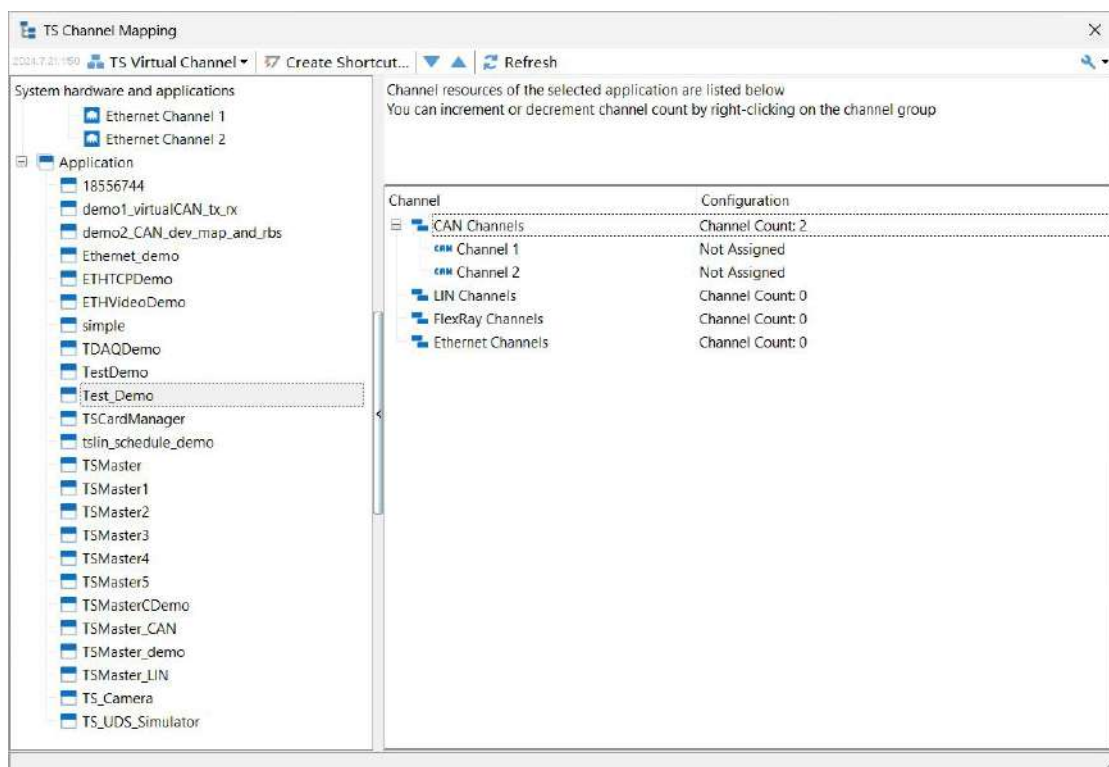 TS Channel Mapping
TS Virtual Channel Create Shortcut... Refresh
System hardware and applications
Ethernet Channel 1
Ethernet Channel 2
Application
18556744
demo1_virtualCAN_tx_rx
demo2_CAN_dev_map_and_rbs
Ethernet_demo
ETHTCPDemo
ETHVideoDemo
simple
TDAQDemo
TestDemo
Test_Demo
TSCardManager
tslin_schedule_demo
TSMaster
TSMaster1
TSMaster2
TSMaster3
TSMaster4
TSMaster5
TSMasterCDemo
TSMaster_CAN
TSMaster_demo
TSMaster_LIN
TS_Camera
TS_UDS_Simulator
Channel resources of the selected application are listed below
You can increment or decrement channel count by right-clicking on the channel group
Channel Configuration
CAN Channels Channel Count: 2
CAN Channel 1 Not Assigned
CAN Channel 2 Not Assigned
LIN Channels Channel Count: 0
FlexRay Channels Channel Count: 0
Ethernet Channels Channel Count: 0